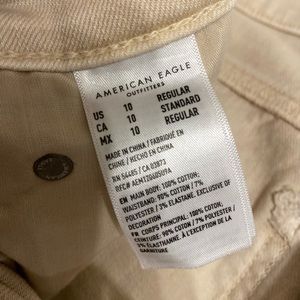 AMERICAN EAGLE
OUTFITTERS
US 10 REGULAR
CA 10 STANDARD
MX 10 REGULAR
MADE IN CHINA / FABRIQUÉ EN
CHINE / HECHO EN CHINA
RN 54485 / CA 03873
RFC#
EN MAIN BODY: 100% COTTON;
WAISTBAND: 90% COTTON / 7%
POLYESTER / 3% ELASTANE. EXCLUSIVE OF
DECORATION
FR CORPS PRINCIPAL: 100% COTON;
CEINTURE: 90% COTON / 7% POLYESTER /
3% ÉLASTHANNE À L'EXCEPTION DE LA
GARNITURE